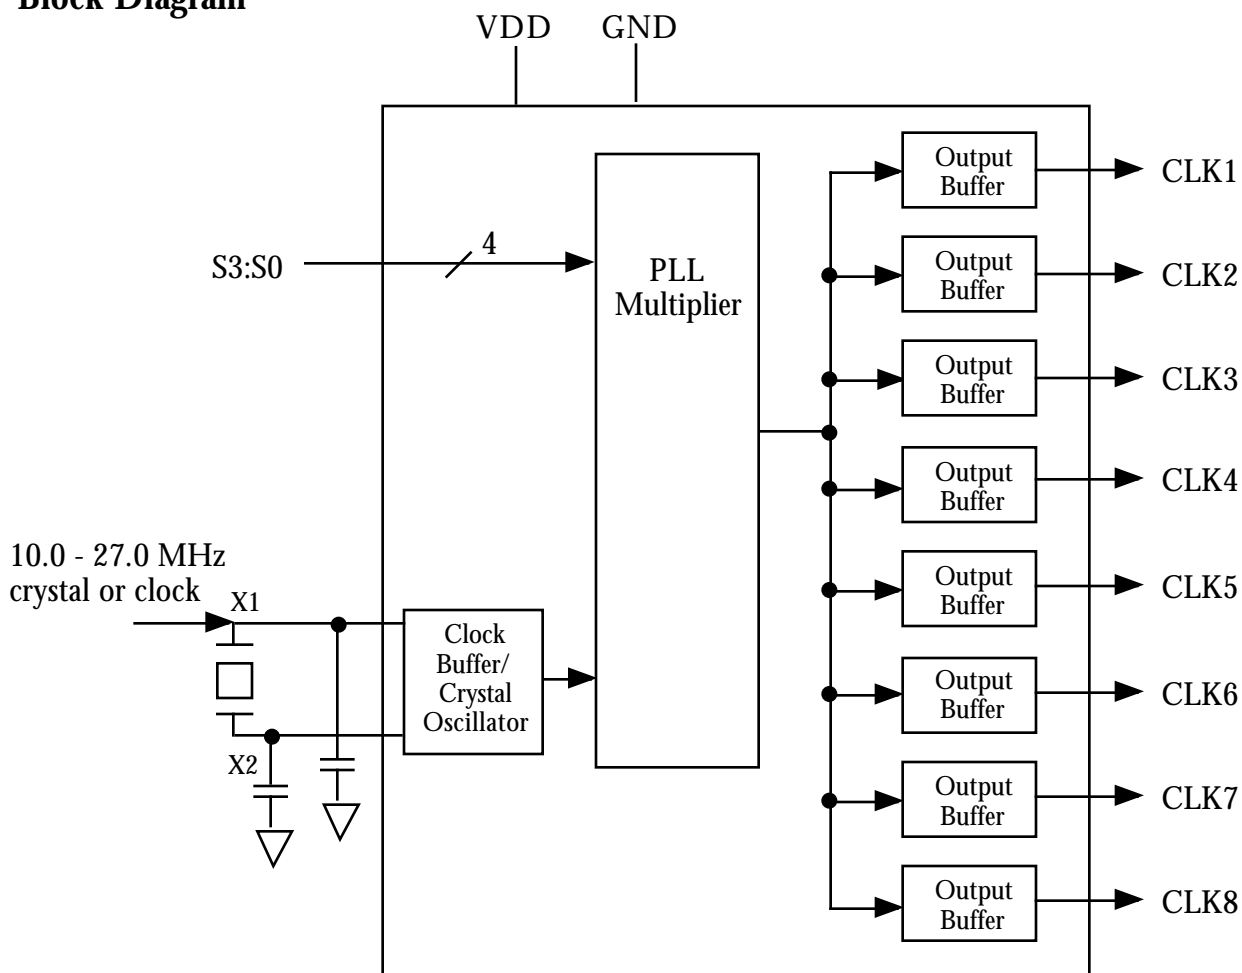 Block Diagram
VDD
GND
Output
Buffer
CLK1
S3:S0
4
PLL
Multiplier
Output
Buffer
CLK2
Output
Buffer
CLK3
Output
Buffer
CLK4
10.0 - 27.0 MHz
crystal or clock
X1
Clock
Buffer/
Crystal
Oscillator
X2
Output
Buffer
CLK5
Output
Buffer
CLK6
Output
Buffer
CLK7
Output
Buffer
CLK8